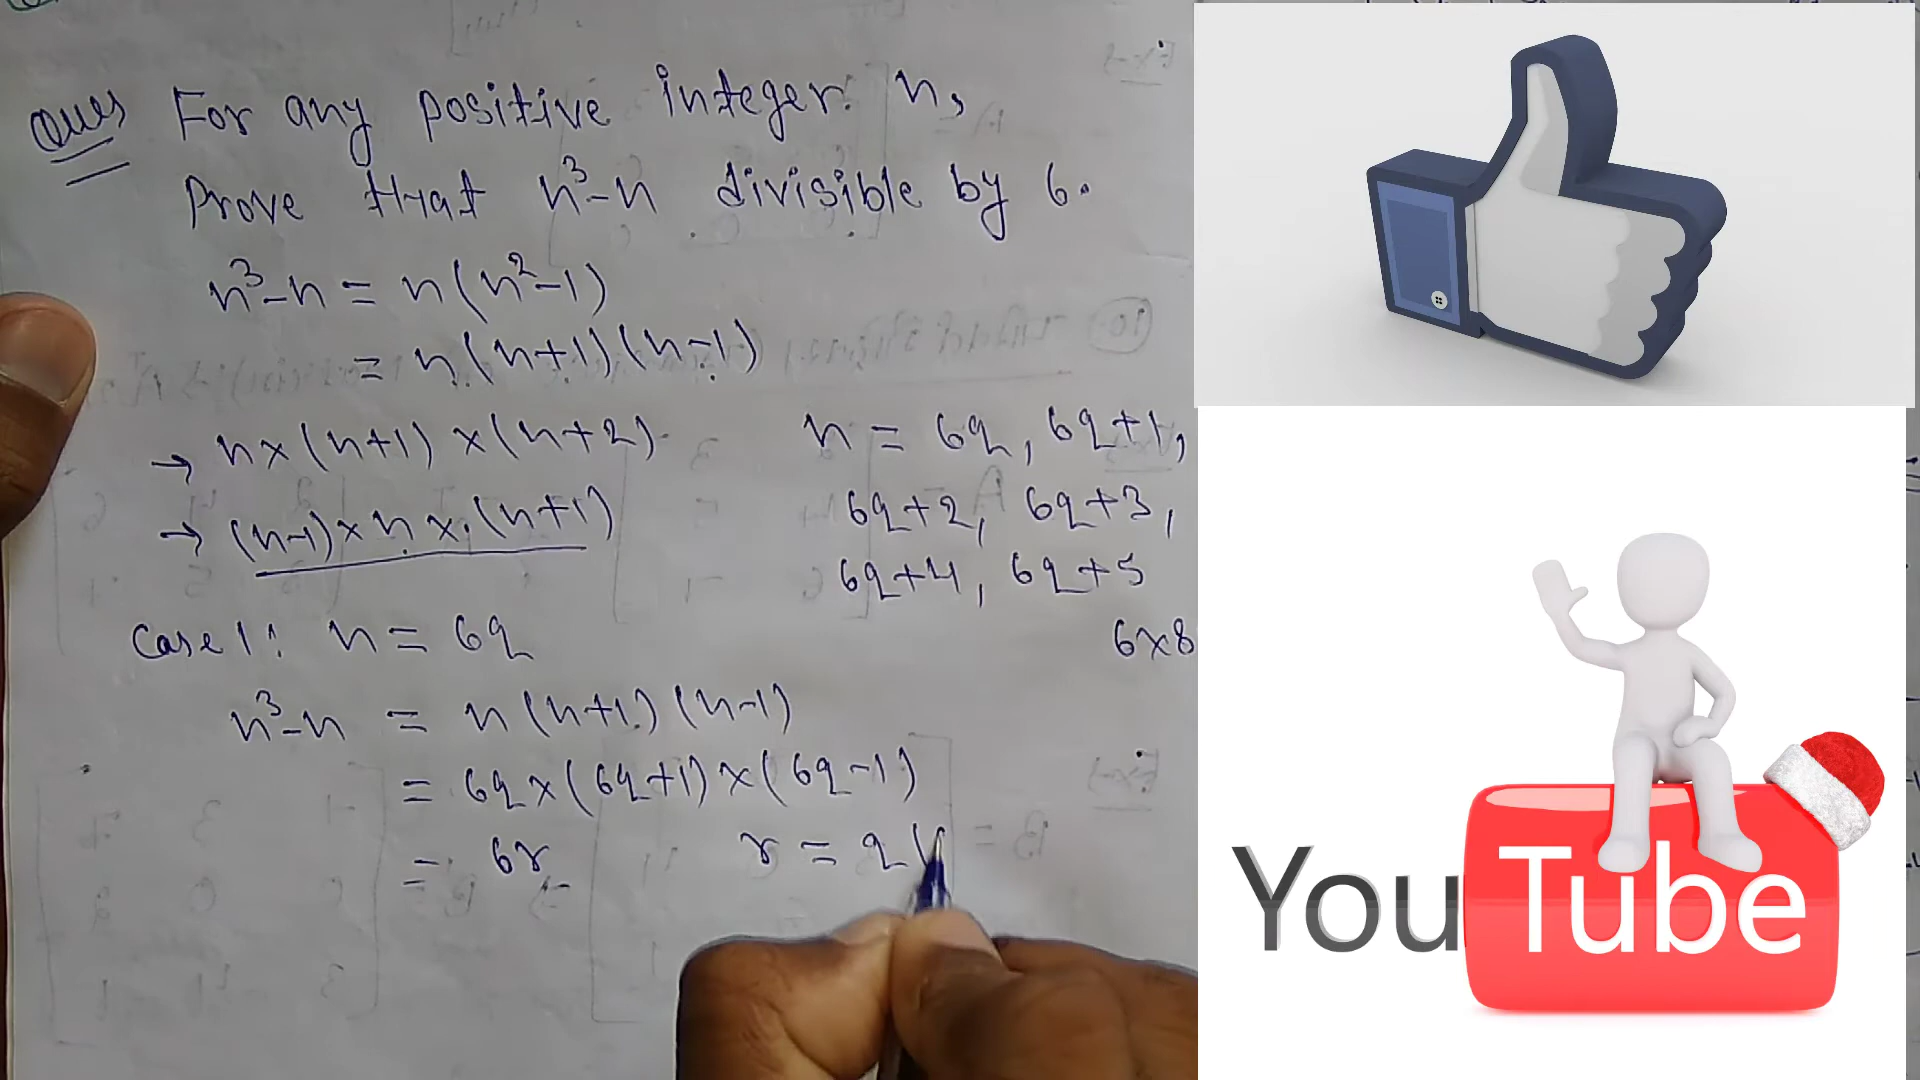 Ques For any positive integer n,
Prove that n³-n divisible by 6.
n³-n = n(n²-1)
= n(n+1)(n-1)
→ n×(n+1)×(n+2)
→ (n-1)×n×(n+1)
n = 6q, 6q+1,
6q+2, 6q+3,
6q+4, 6q+5
6×8
Case 1: n = 6q
n³-n = n(n+1)(n-1)
= 6q×(6q+1)×(6q-1)
= 6r r = q(
YouTube